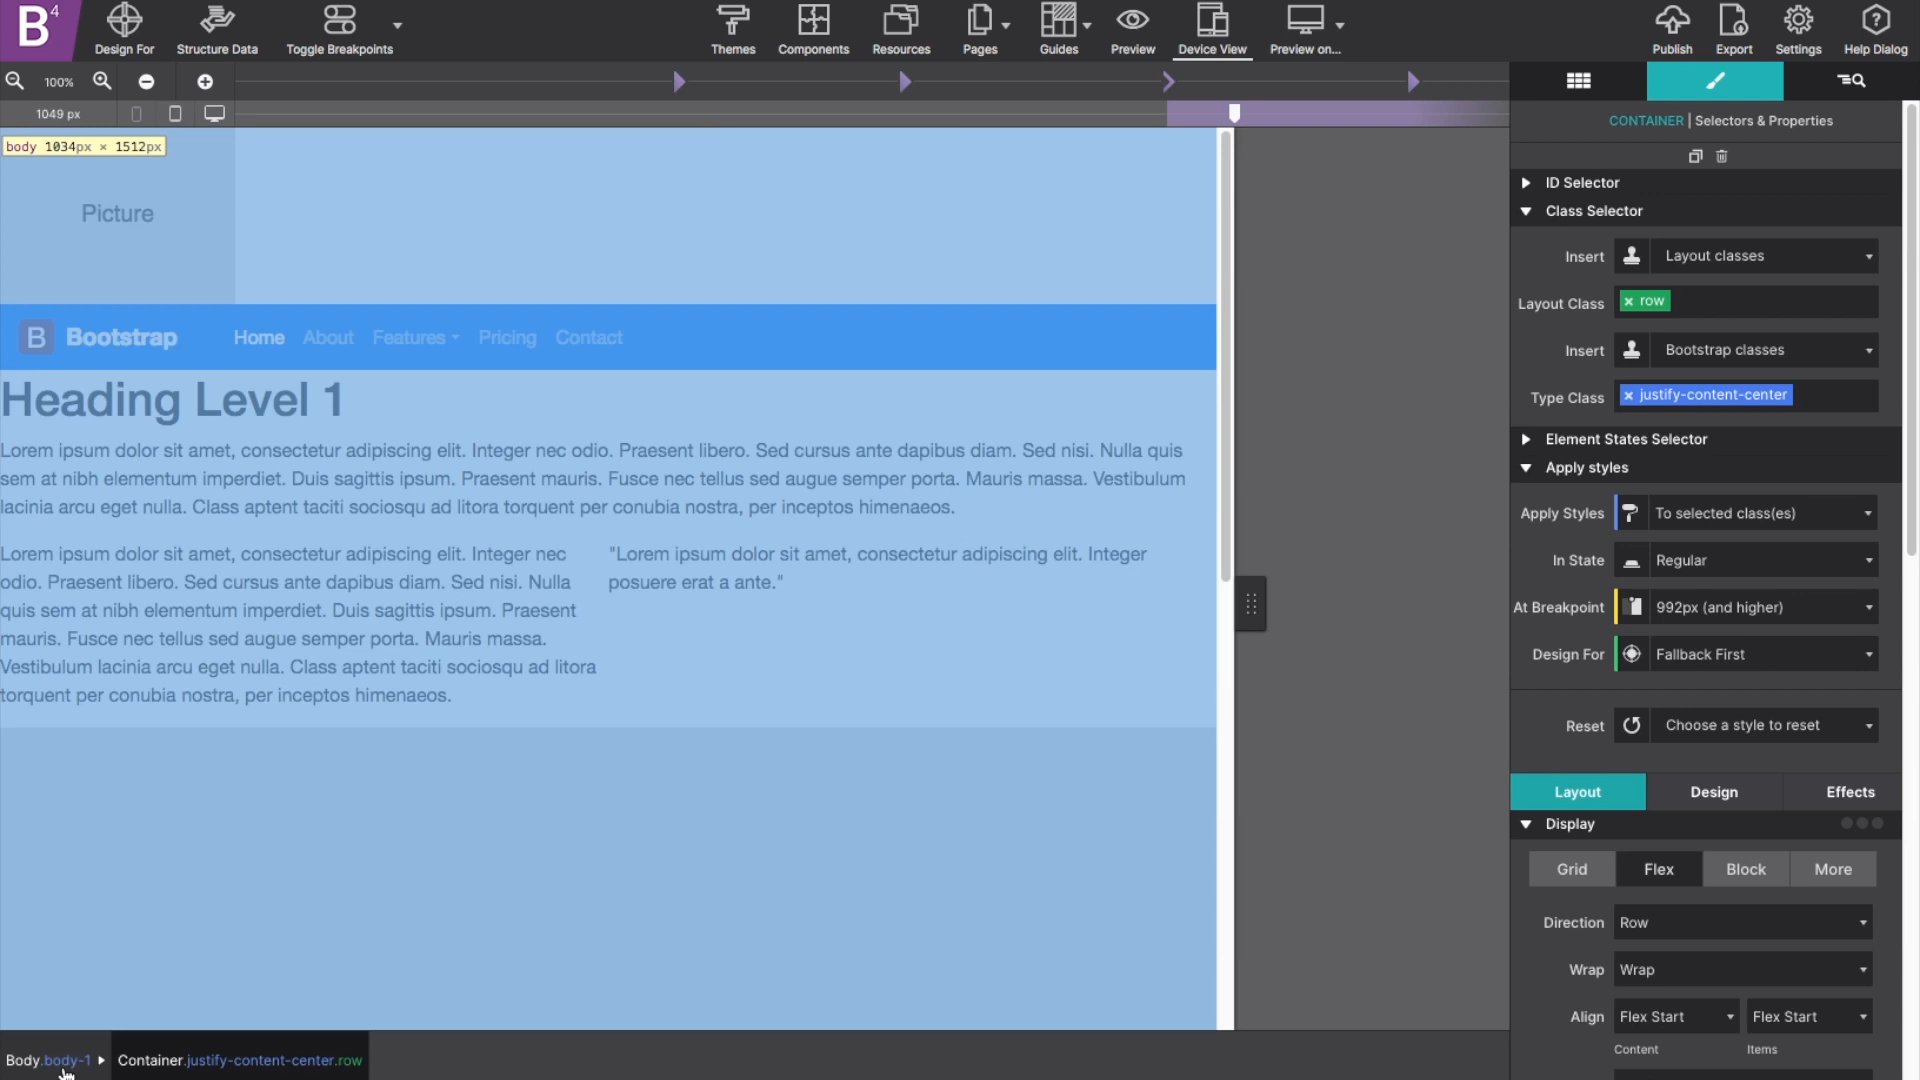 B4
Design For
Structure Data
Toggle Breakpoints
Themes
Components
Resources
Pages
Guides
Preview
Device View
Preview on...
Publish
Export
Settings
Help Dialog
100%
1049 px
CONTAINER | Selectors & Properties
body 1034px × 1512px
Picture
ID Selector
Class Selector
Insert Layout classes
Layout Class × row
Insert Bootstrap classes
Type Class × justify-content-center
B Bootstrap Home About Features Pricing Contact
Heading Level 1
Lorem ipsum dolor sit amet, consectetur adipiscing elit. Integer nec odio. Praesent libero. Sed cursus ante dapibus diam. Sed nisi. Nulla quis
sem at nibh elementum imperdiet. Duis sagittis ipsum. Praesent mauris. Fusce nec tellus sed augue semper porta. Mauris massa. Vestibulum
lacinia arcu eget nulla. Class aptent taciti sociosqu ad litora torquent per conubia nostra, per inceptos himenaeos.
Lorem ipsum dolor sit amet, consectetur adipiscing elit. Integer nec
odio. Praesent libero. Sed cursus ante dapibus diam. Sed nisi. Nulla
quis sem at nibh elementum imperdiet. Duis sagittis ipsum. Praesent
mauris. Fusce nec tellus sed augue semper porta. Mauris massa.
Vestibulum lacinia arcu eget nulla. Class aptent taciti sociosqu ad litora
torquent per conubia nostra, per inceptos himenaeos.
"Lorem ipsum dolor sit amet, consectetur adipiscing elit. Integer
posuere erat a ante."
Element States Selector
Apply styles
Apply Styles To selected class(es)
In State Regular
At Breakpoint 992px (and higher)
Design For Fallback First
Reset Choose a style to reset
Layout Design Effects
Display
Grid Flex Block More
Direction Row
Wrap Wrap
Align Flex Start Flex Start
Content Items
Body.body-1 Container.justify-content-center.row